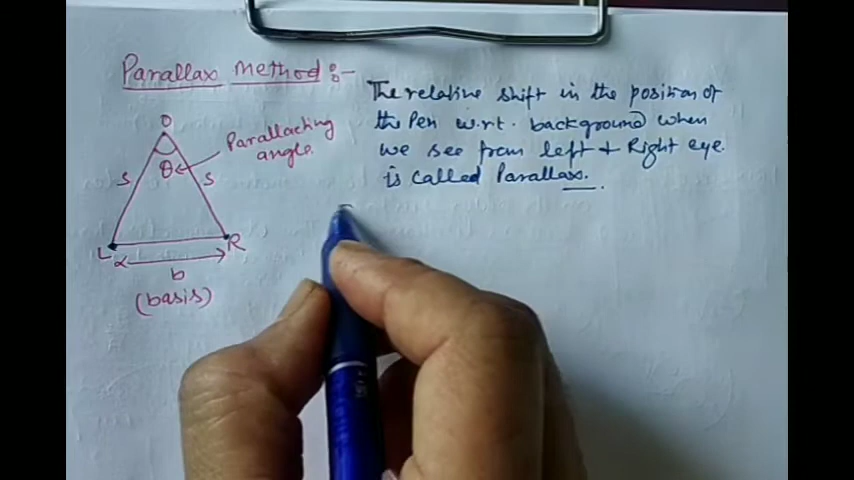 Parallax method :-
The relative shift in the position of
the Pen w.r.t. background when
we see from left + Right eye
is called Parallax.
O
Parallacting
angle.
θ
S
S
L
R
b
(basis)